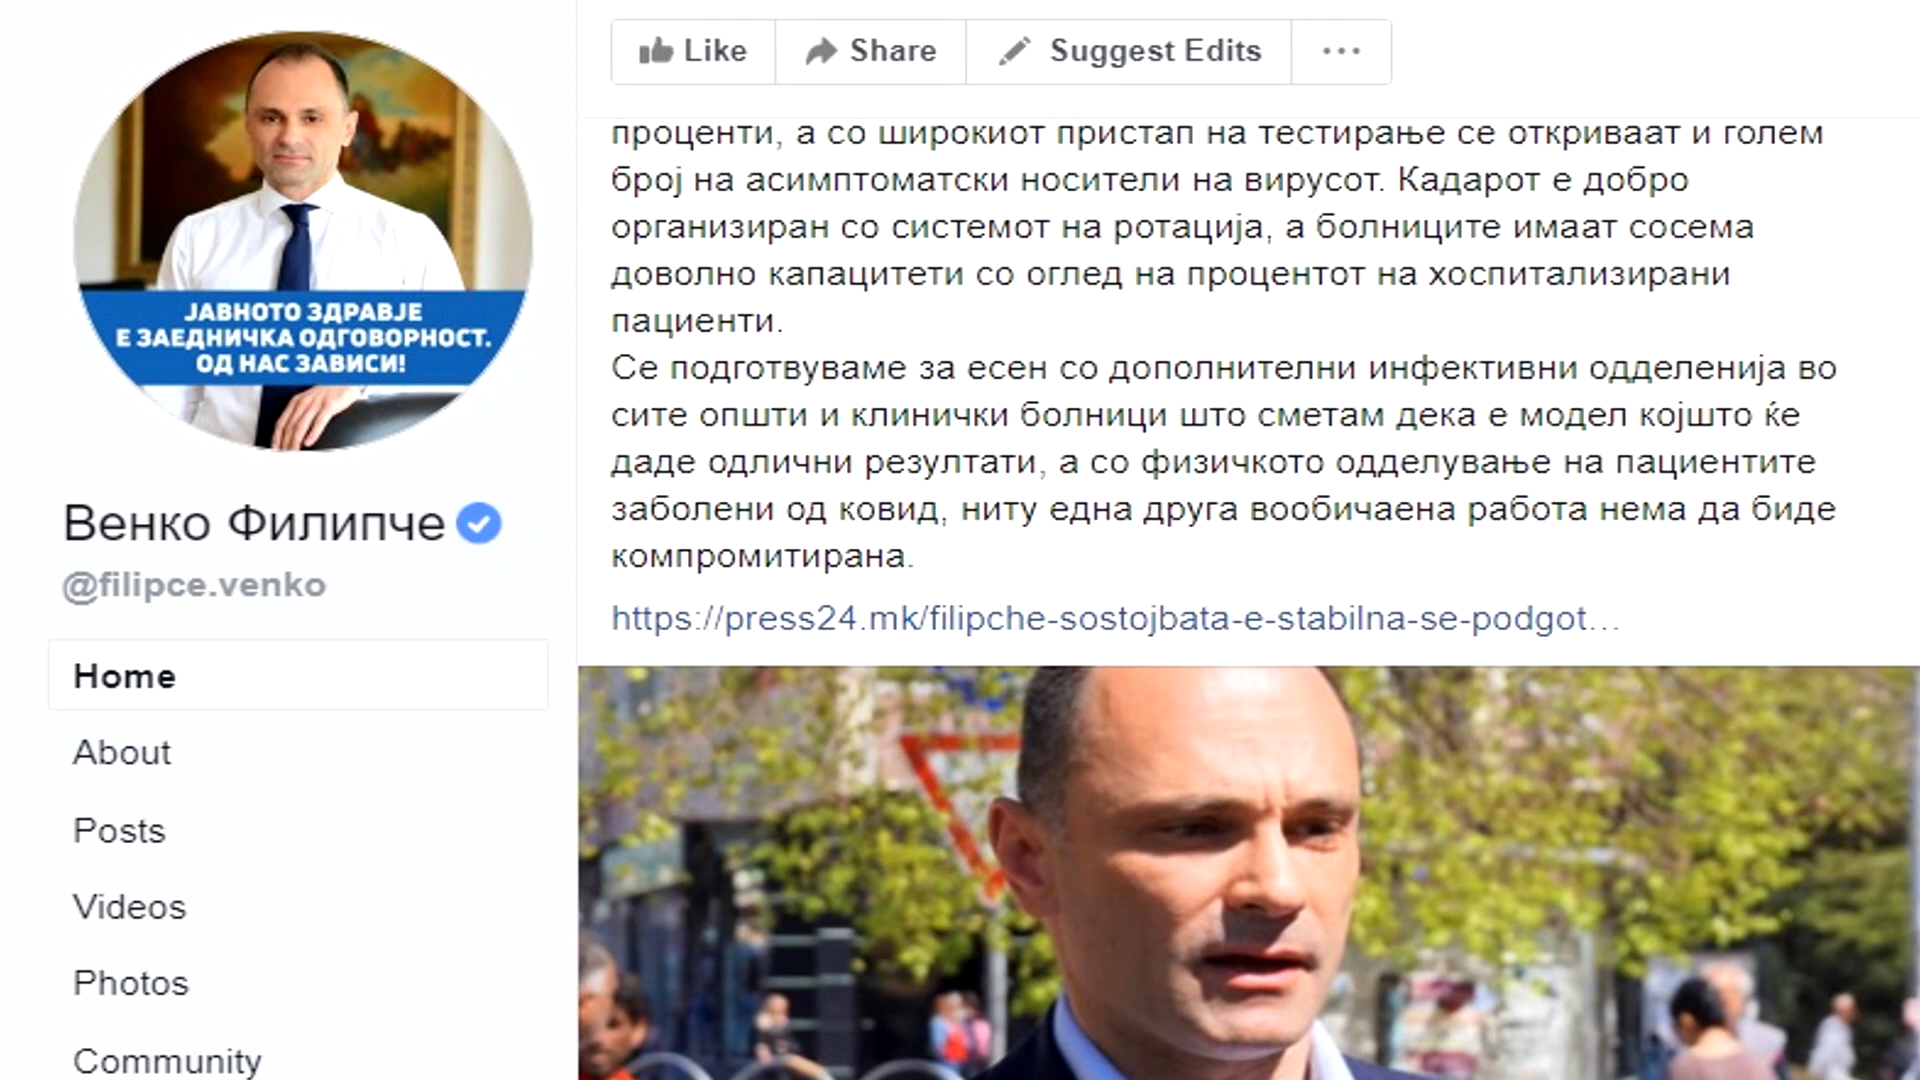 Like
Share
Suggest Edits
ЈАВНОТО ЗДРАВЈЕ
Е ЗАЕДНИЧКА ОДГОВОРНОСТ.
ОД НАС ЗАВИСИ!
Венко Филипче
@filipce.venko
Home
About
Posts
Videos
Photos
Community
проценти, а со широкиот пристап на тестирање се откриваат и голем
број на асимптоматски носители на вирусот. Кадарот е добро
организиран со системот на ротација, а болниците имаат сосема
доволно капацитети со оглед на процентот на хоспитализирани
пациенти.
Се подготвуваме за есен со дополнителни инфективни одделенија во
сите општи и клинички болници што сметам дека е модел којшто ќе
даде одлични резултати, а со физичкото одделување на пациентите
заболени од ковид, ниту една друга вообичаена работа нема да биде
компромитирана.
https://press24.mk/filipche-sostojbata-e-stabilna-se-podgot...